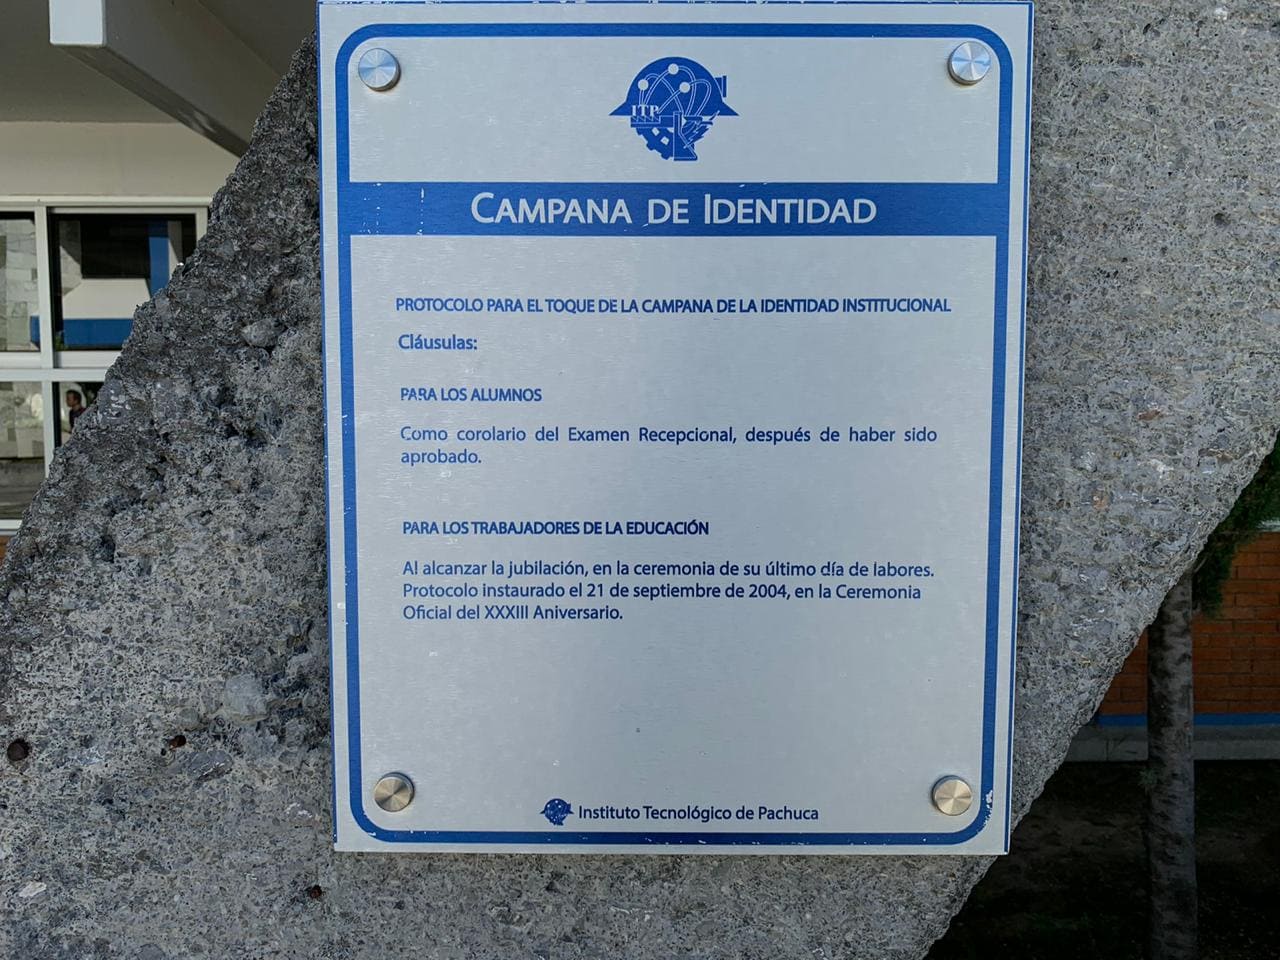 ITP
CAMPANA DE IDENTIDAD
PROTOCOLO PARA EL TOQUE DE LA CAMPANA DE LA IDENTIDAD INSTITUCIONAL
Cláusulas:
PARA LOS ALUMNOS
Como corolario del Examen Recepcional, después de haber sido
aprobado.
PARA LOS TRABAJADORES DE LA EDUCACIÓN
Al alcanzar la jubilación, en la ceremonia de su último día de labores.
Protocolo instaurado el 21 de septiembre de 2004, en la Ceremonia
Oficial del XXXIII Aniversario.
Instituto Tecnológico de Pachuca